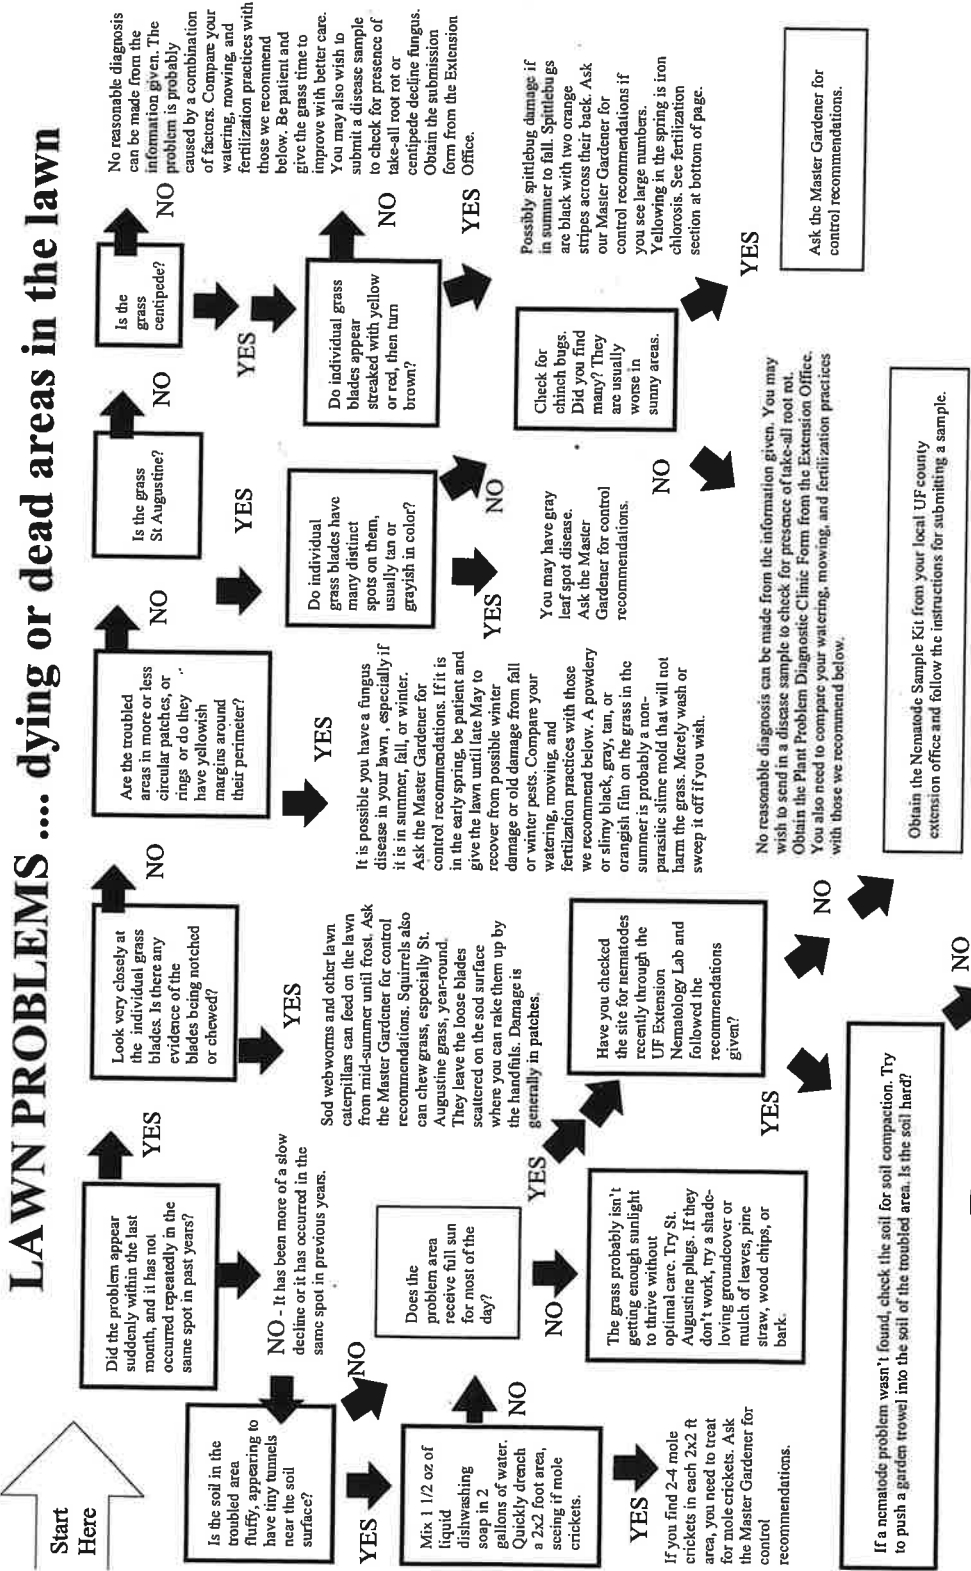 LAWN PROBLEMS .... dying or dead areas in the lawn
Start
Here
Did the problem appear
suddenly within the last
month, and it has not
occurred repeatedly in the
same spot in past years?
YES
NO - It has been more of a slow
decline or it has occurred in the
same spot in previous years.
Look very closely at
the individual grass
blades. Is there any
evidence of the
blades being notched
or chewed?
NO
YES
Sod webworms and other lawn
caterpillars can feed on the lawn
from mid-summer until frost. Ask
the Master Gardener for control
recommendations. Squirrels also
can chew grass, especially St.
Augustine grass, year-round.
They leave the loose blades
scattered on the sod surface
where you can rake them up by
the handfuls. Damage is
generally in patches.
Are the troubled
areas in more or less
circular patches, or
rings or do they
have yellowish
margins around
their perimeter?
NO
YES
It is possible you have a fungus
disease in your lawn , especially if
it is in summer, fall, or winter.
Ask the Master Gardener for
control recommendations. If it is
in the early spring, be patient and
give the lawn until late May to
recover from possible winter
damage or old damage from fall
or winter pests. Compare your
watering, mowing, and
fertilzation practices with those
we recommend below. A powdery
or slimy black, gray, tan, or
orangish film on the grass in the
summer is probably a non-
parasitic slime mold that will not
harm the grass. Merely wash or
sweep it off if you wish.
Is the grass
St Augustine?
NO
YES
Do individual
grass blades have
many distinct
spots on them,
usually tan or
grayish in color?
NO
YES
You may have gray
leaf spot disease.
Ask the Master
Gardener for control
recommendations.
Is the
grass
centipede?
NO
YES
No reasonable diagnosis
can be made from the
information given. The
problem is probably
caused by a combination
of factors. Compare your
watering, mowing, and
fertilization practices with
those we recommend
below. Be patient and
give the grass time to
improve with better care.
You may also wish to
submit a disease sample
to check for presence of
take-all root rot or
centipede decline fungus.
Obtain the submission
form from the Extension
Office.
Do individual grass
blades appear
streaked with yellow
or red, then turn
brown?
NO
YES
Possibly spittlebug damage if
in summer to fall. Spittlebugs
are black with two orange
stripes across their back. Ask
our Master Gardener for
control recommendations if
you see large numbers.
Yellowing in the spring is iron
chlorosis. See fertilization
section at bottom of page.
Check for
chinch bugs.
Did you find
many? They
are usually
worse in
sunny areas.
YES
NO
Ask the Master Gardener for
control recommendations.
No reasonable diagnosis can be made from the information given. You may
wish to send in a disease sample to check for presence of take-all root rot.
Obtain the Plant Problem Diagnostic Clinic Form from the Extension Office.
You also need to compare your watering, mowing, and fertilization practices
with those we recommend below.
Is the soil in the
troubled area
fluffy, appearing to
have tiny tunnels
near the soil
surface?
NO
YES
Mix 1 1/2 oz of
liquid
dishwashing
soap in 2
gallons of water.
Quickly drench
a 2x2 foot area,
seeing if mole
crickets.
NO
YES
If you find 2-4 mole
crickets in each 2x2 ft
area, you need to treat
for mole crickets. Ask
the Master Gardener for
control
recommendations.
Does the
problem area
receive full sun
for most of the
day?
YES
NO
The grass probably isn't
getting enough sunlight
to thrive without
optimal care. Try St.
Augustine plugs. If they
don't work, try a shade-
loving groundcover or
mulch of leaves, pine
straw, wood chips, or
bark.
Have you checked
the site for nematodes
recently through the
UF Extension
Nematology Lab and
followed the
recommendations
given?
NO
YES
Obtain the Nematode Sample Kit from your local UF county
extension office and follow the instructions for submitting a sample.
If a nematode problem wasn't found, check the soil for soil compaction. Try
to push a garden trowel into the soil of the troubled area. Is the soil hard?
NO